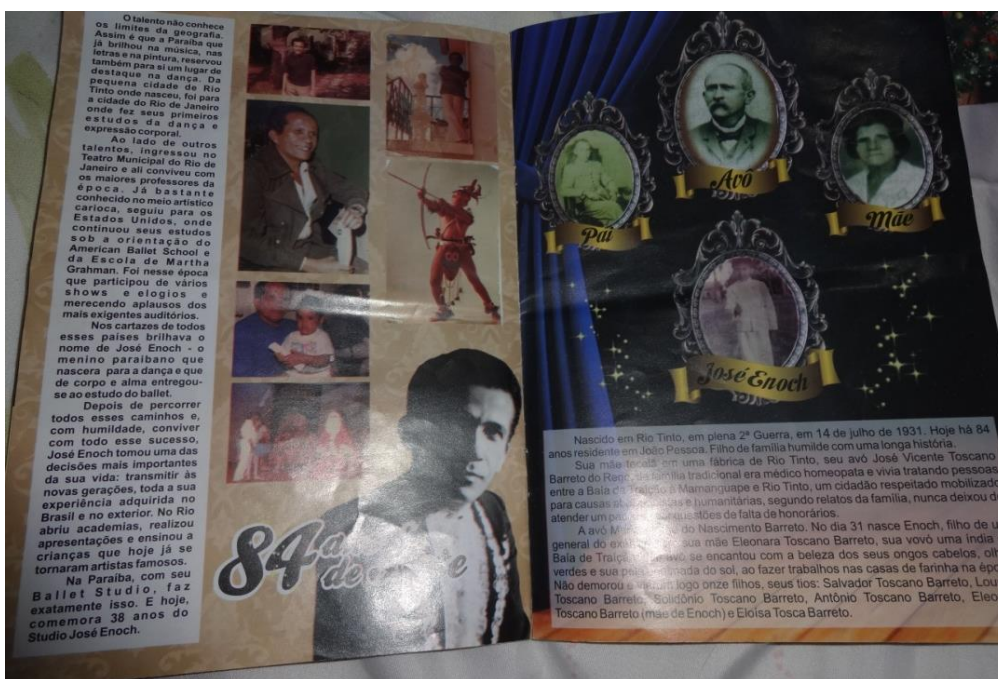 O talento não conhece
os limites da geografia.
Assim é que a Paraíba que
já brilhou na música, nas
letras e na pintura, reservou
também para si um lugar de
destaque na dança. Da
pequena cidade de Rio
Tinto onde nasceu, foi para
a cidade do Rio de Janeiro
onde fez seus primeiros
estudos da dança e
expressão corporal.
Ao lado de outros
talentos, ingressou no
Teatro Municipal do Rio de
Janeiro e ali conviveu com
os maiores professores da
época. Já bastante
conhecido no meio artístico
carioca, seguiu para os
Estados Unidos, onde
continuou seus estudos
sob a orientação do
American Ballet School e
da Escola de Martha
Grahman. Foi nesse época
que participou de vários
shows e elogios e
merecendo aplausos dos
mais exigentes auditórios.
Nos cartazes de todos
esses países brilhava o
nome de José Enoch - o
menino paraibano que
nascera para a dança e que
de corpo e alma entregou-
se ao estudo do ballet.
Depois de percorrer
todos esses caminhos e,
com humildade, conviver
com todo esse sucesso,
José Enoch tomou uma das
decisões mais importantes
da sua vida: transmitir às
novas gerações, toda a sua
experiência adquirida no
Brasil e no exterior. No Rio
abriu academias, realizou
apresentações e ensinou a
crianças que hoje já se
tornaram artistas famosos.
Na Paraíba, com seu
Ballet Studio, faz
exatamente isso. E hoje,
comemora 38 anos do
Studio José Enoch.
84
de
Avô
Pai
Mãe
José Enoch
Nascido em Rio Tinto, em plena 2ª Guerra, em 14 de julho de 1931. Hoje há 84
anos residente em João Pessoa. Filho de família humilde com uma longa história.
Sua mãe tecelã em uma fábrica de Rio Tinto, seu avô José Vicente Toscano
Barreto do Rego, de família tradicional era médico homeopata e vivia tratando pessoas
entre a Baía da Traição a Mamanguape e Rio Tinto, um cidadão respeitado mobilizado
para causas e humanitárias, segundo relatos da família, nunca deixou de
atender um questões de falta de honorários.
A avó do Nascimento Barreto. No dia 31 nasce Enoch, filho de u
general do sua mãe Eleonara Toscano Barreto, sua vovó uma índia
Baía da Traição, se encantou com a beleza dos seus ongos cabelos, olh
verdes e sua do sol, ao fazer trabalhos nas casas de farinha na épo
Não demorou e logo onze filhos, seus tios: Salvador Toscano Barreto, Lou
Toscano Barreto, Solidônio Toscano Barreto, Antônio Toscano Barreto, Eleo
Toscano Barreto (mãe de Enoch) e Eloísa Tosca Barreto.